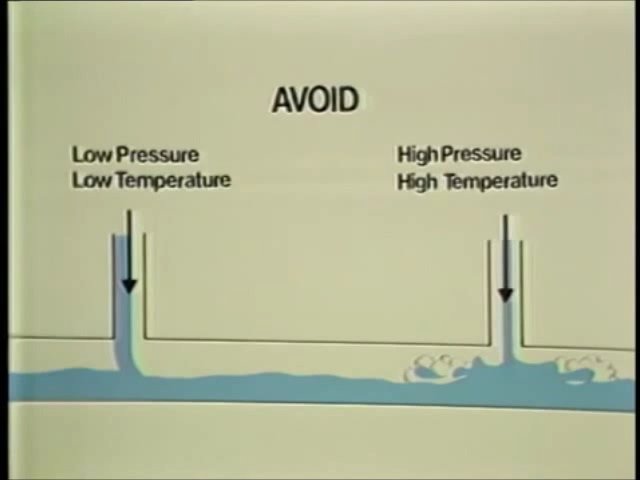 AVOID
Low Pressure
Low Temperature
High Pressure
High Temperature